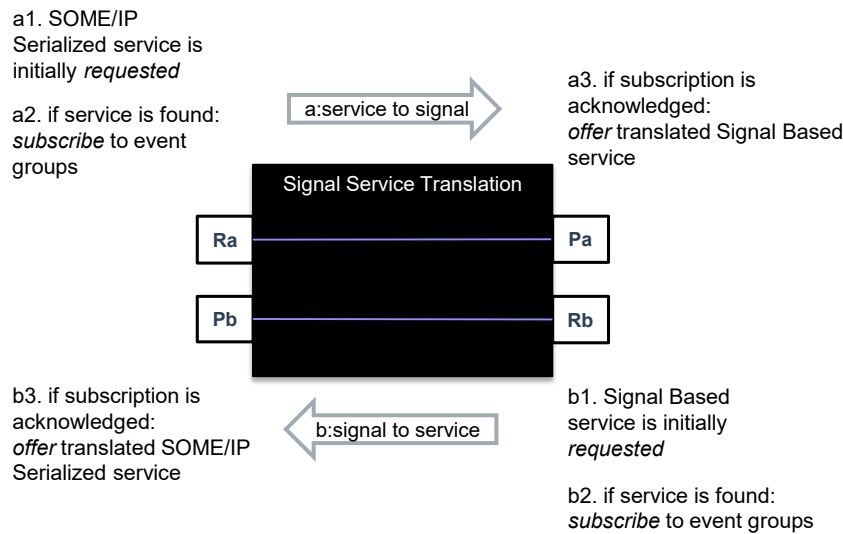 a1. SOME/IP
Serialized service is
initially requested
a2. if service is found:
subscribe to event
groups
a:service to signal
a3. if subscription is
acknowledged:
offer translated Signal Based
service
Signal Service Translation
Ra
Pa
Pb
Rb
b3. if subscription is
acknowledged:
offer translated SOME/IP
Serialized service
b:signal to service
b1. Signal Based
service is initially
requested
b2. if service is found:
subscribe to event groups